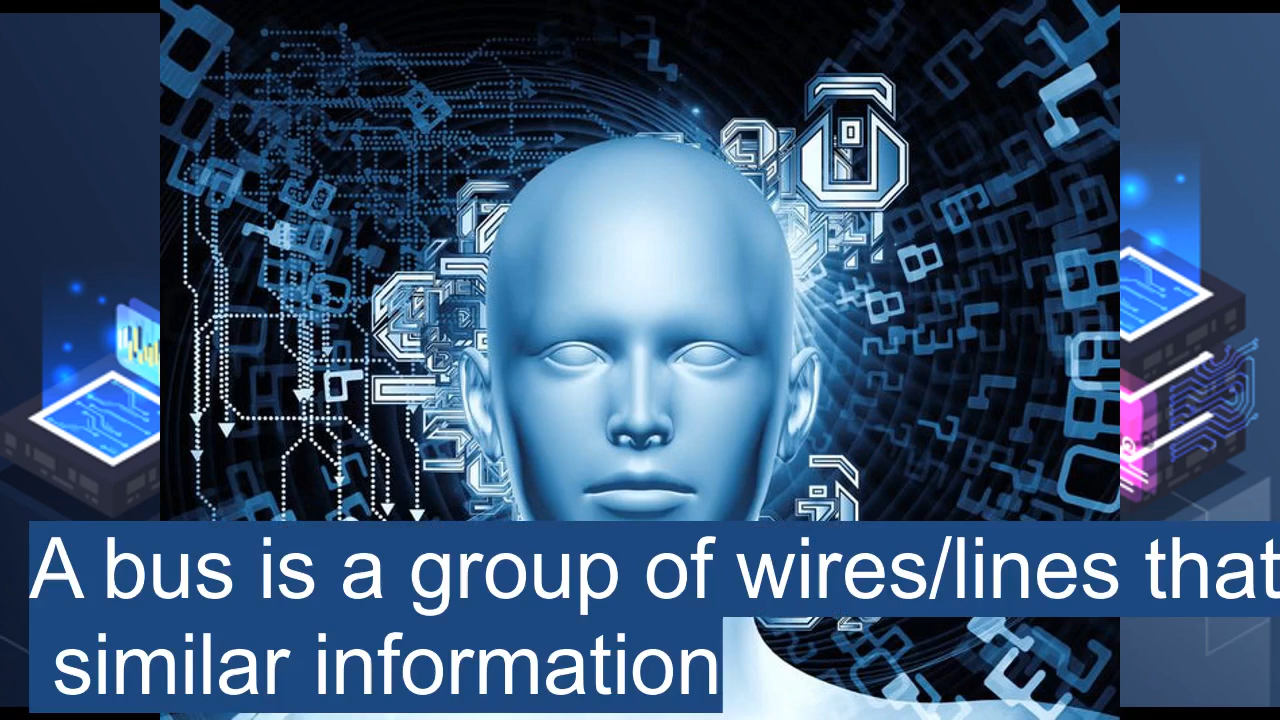 A bus is a group of wires/lines that
similar information